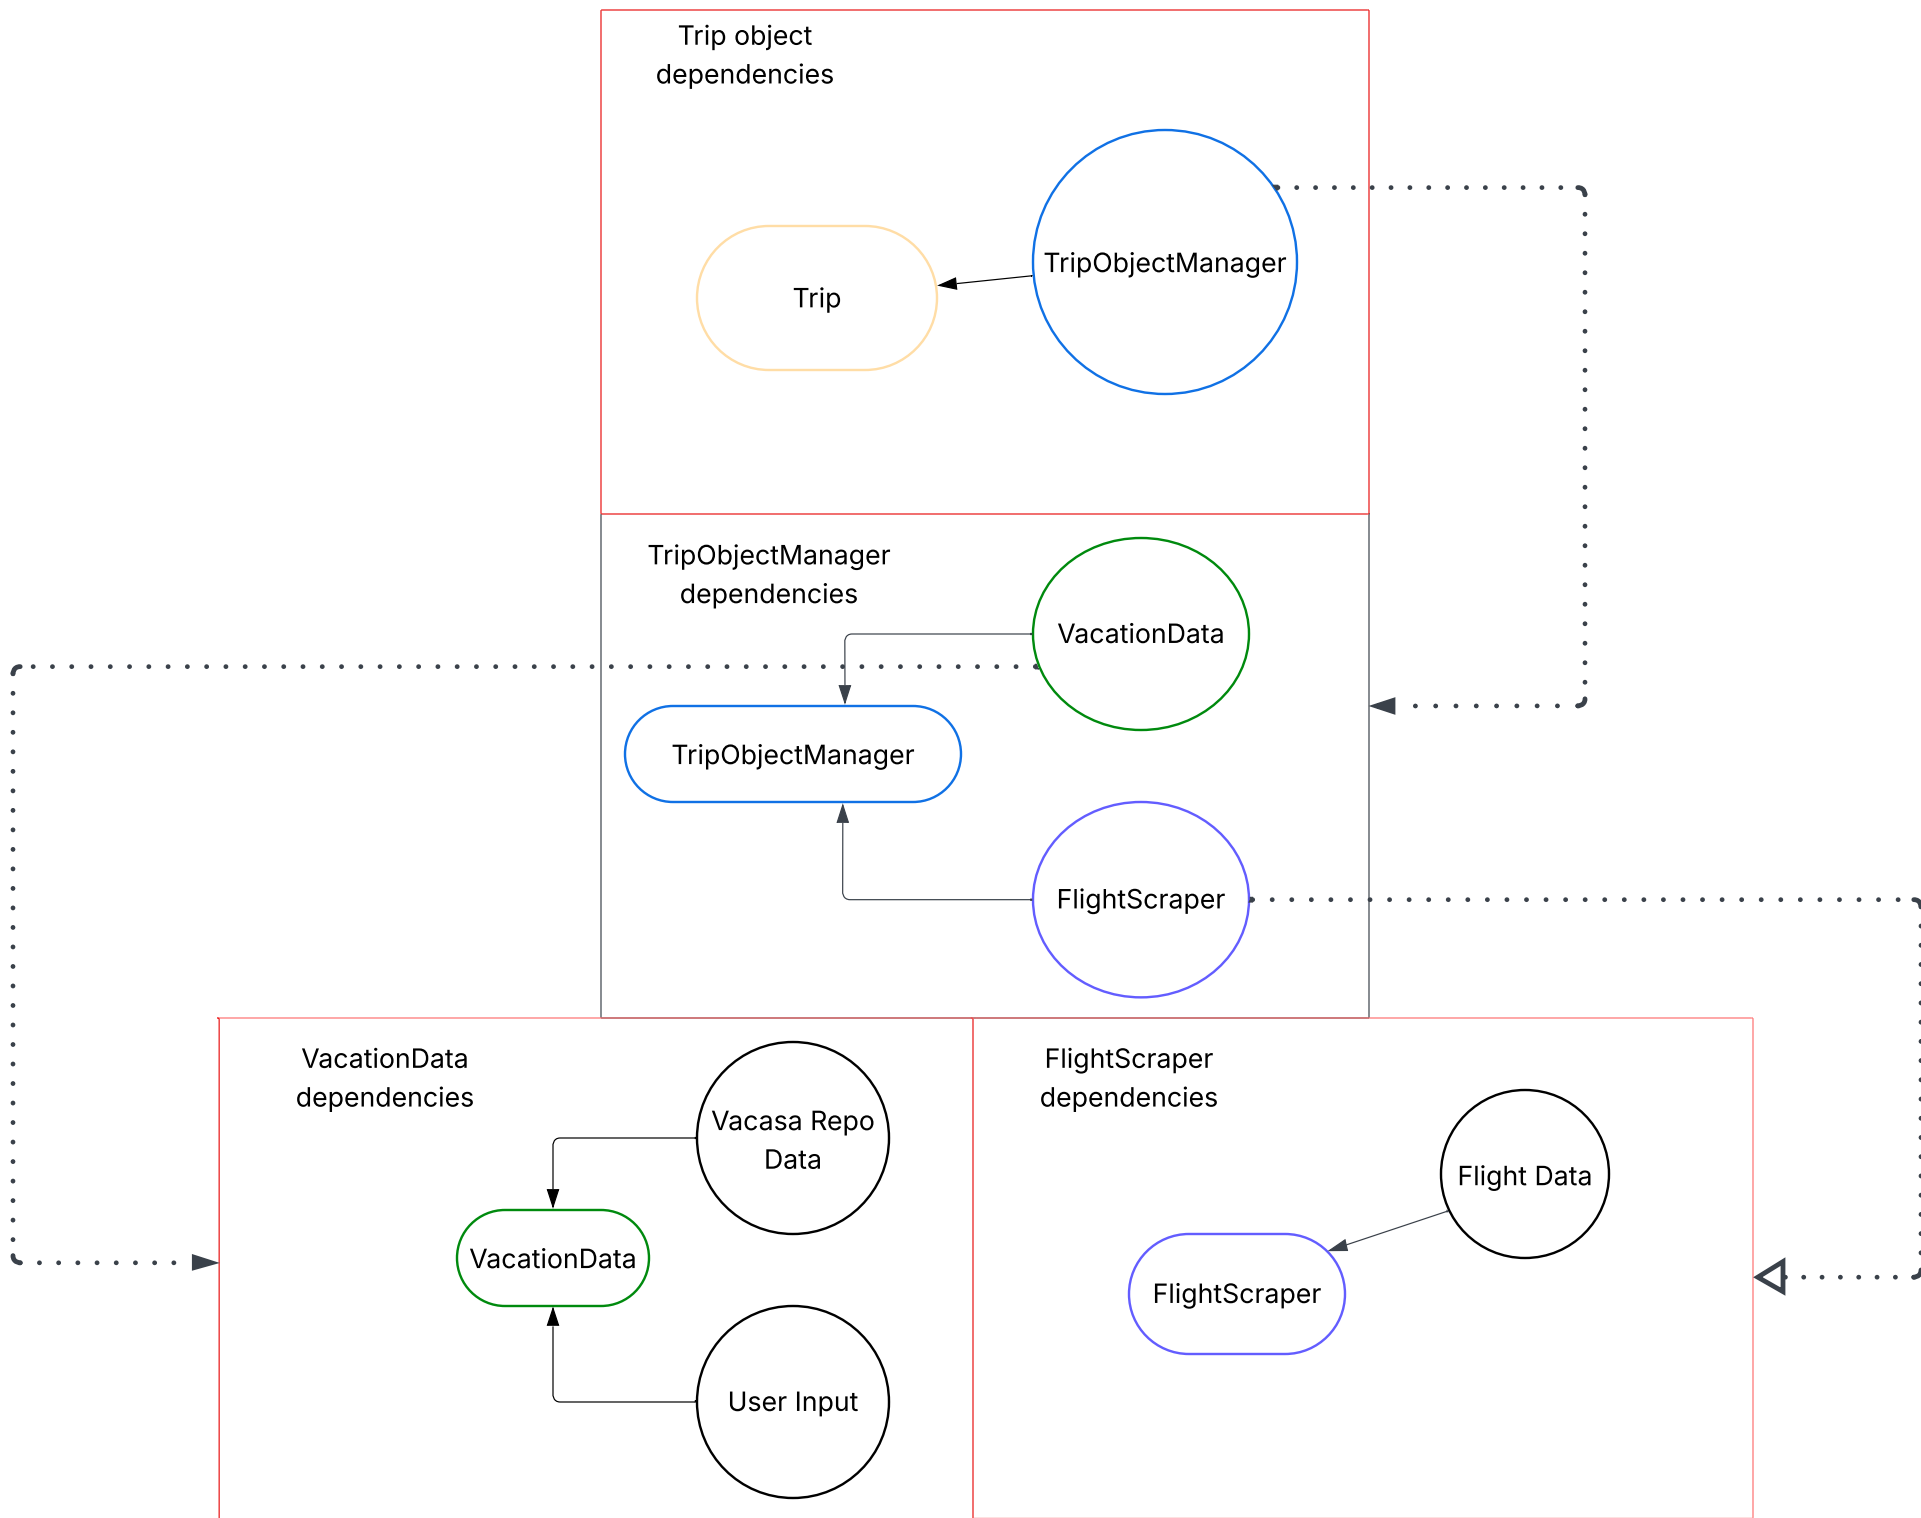 Trip object
dependencies
TripObjectManager
Trip
TripObjectManager
dependencies
VacationData
TripObjectManager
FlightScraper
VacationData
dependencies
Vacasa Repo
Data
VacationData
User Input
FlightScraper
dependencies
Flight Data
FlightScraper